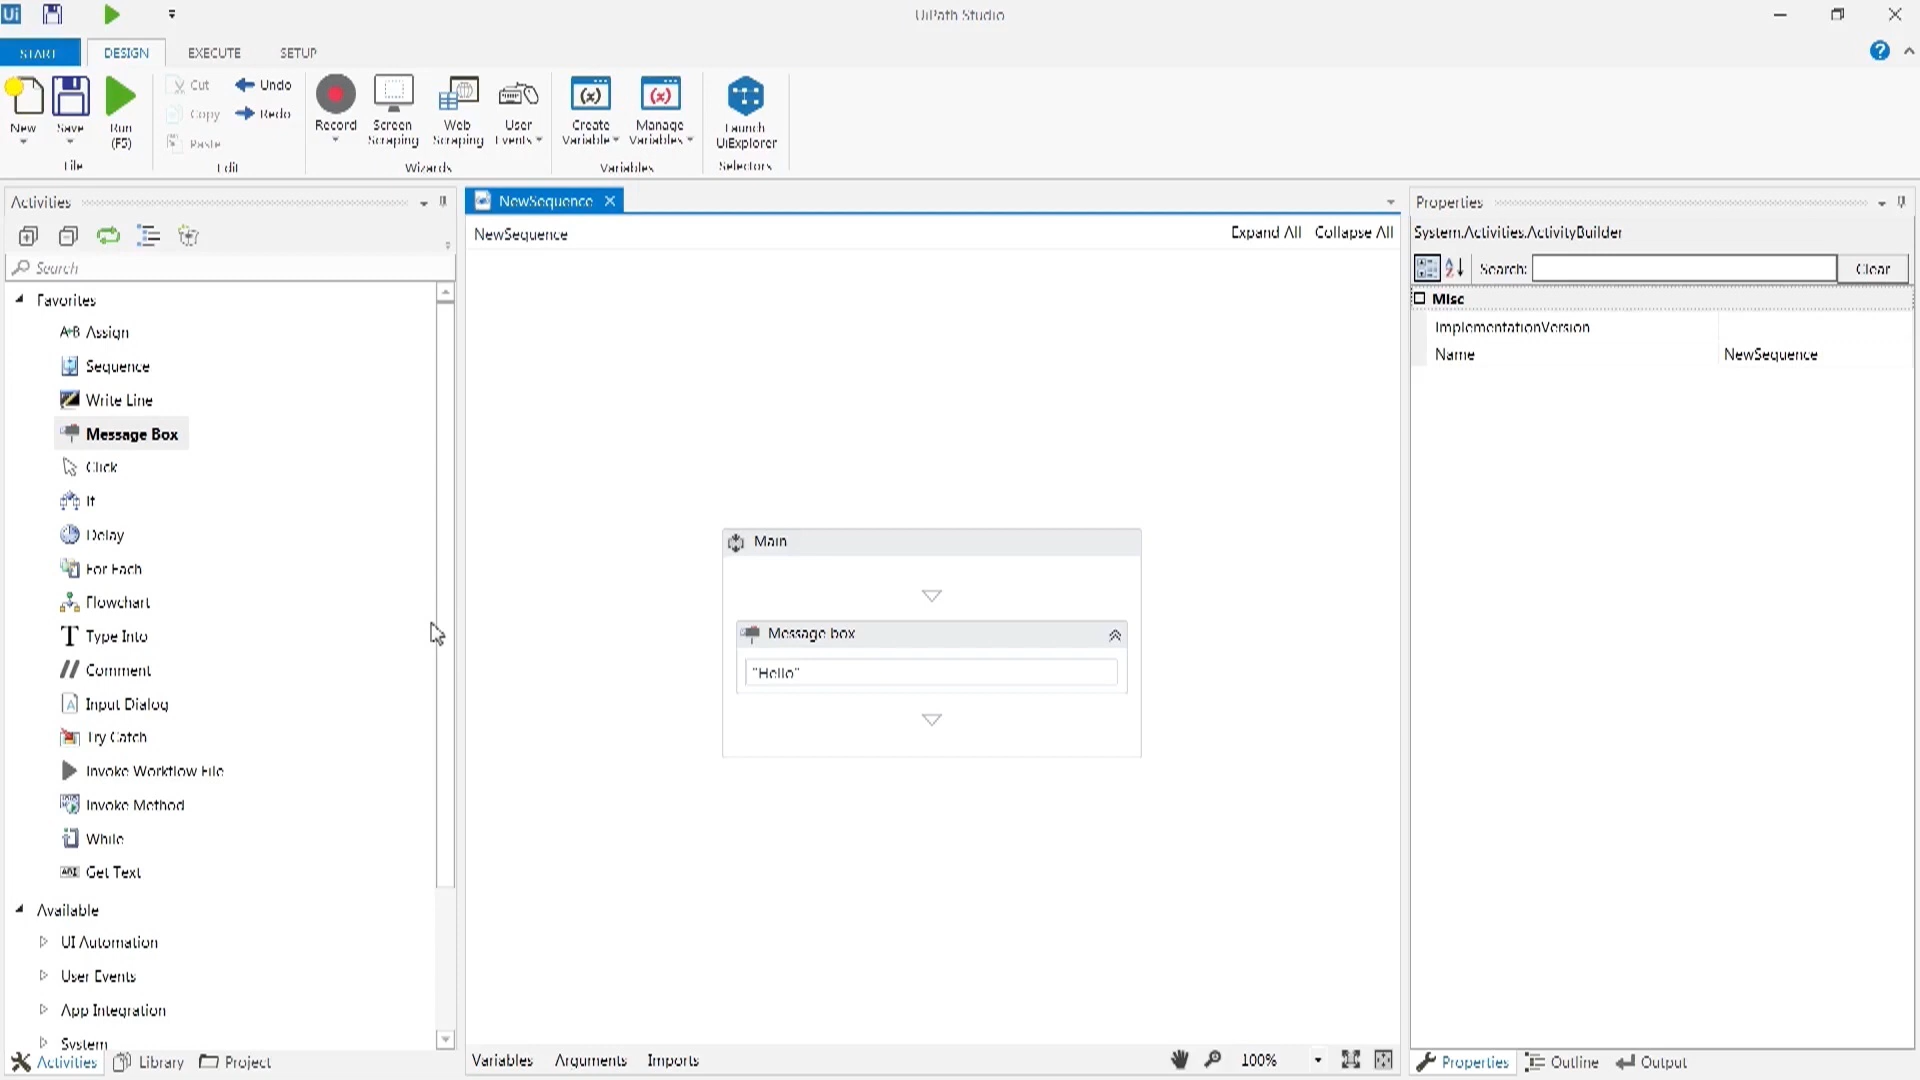 Ui
UiPath Studio
START DESIGN EXECUTE SETUP
New Save Run (F5)
File
Cut Copy Paste Undo Redo
Edit
Record Screen Scraping Web Scraping User Events
Wizards
Create Variable Manage Variables
Variables
Launch UiExplorer
Selectors
Activities
Search
Favorites
A+B Assign
Sequence
Write Line
Message Box
Click
If
Delay
For Each
Flowchart
Type Into
Comment
Input Dialog
Try Catch
Invoke Workflow File
Invoke Method
While
Get Text
Available
UI Automation
User Events
App Integration
System
Activities Library Project
NewSequence
NewSequence Expand All Collapse All
Main
Message box
"Hello"
Variables Arguments Imports 100%
Properties
System.Activities.ActivityBuilder
Search: Clear
Misc
ImplementationVersion
Name NewSequence
Properties Outline Output